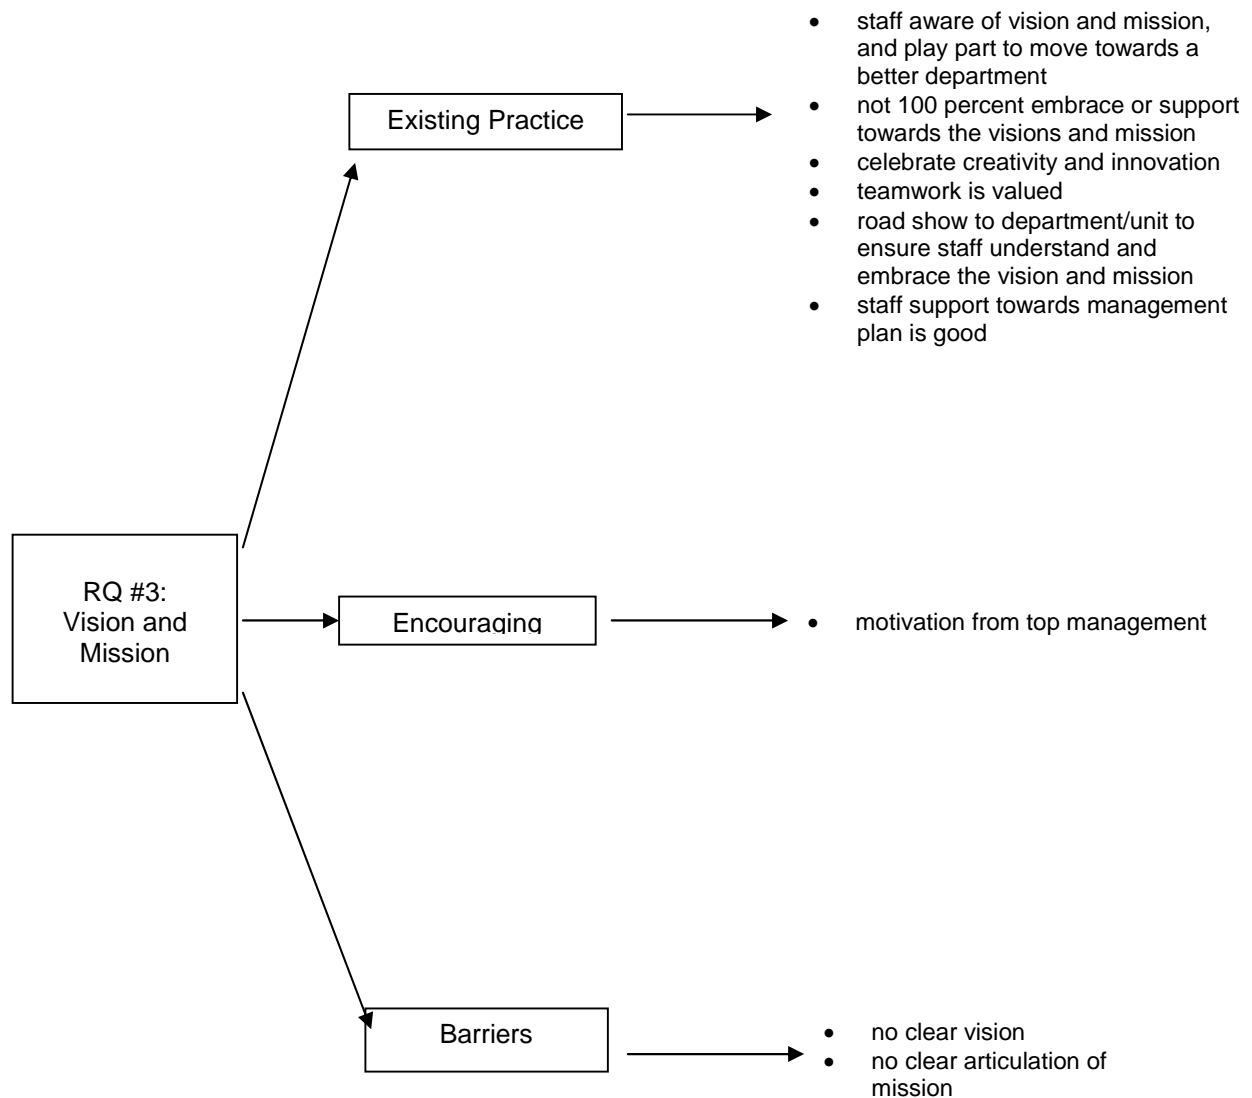 • staff aware of vision and mission,
and play part to move towards a
better department
• not 100 percent embrace or support
towards the visions and mission
• celebrate creativity and innovation
• teamwork is valued
• road show to department/unit to
ensure staff understand and
embrace the vision and mission
• staff support towards management
plan is good
Existing Practice
RQ #3:
Vision and
Mission
Encouraging
• motivation from top management
Barriers
• no clear vision
• no clear articulation of
mission